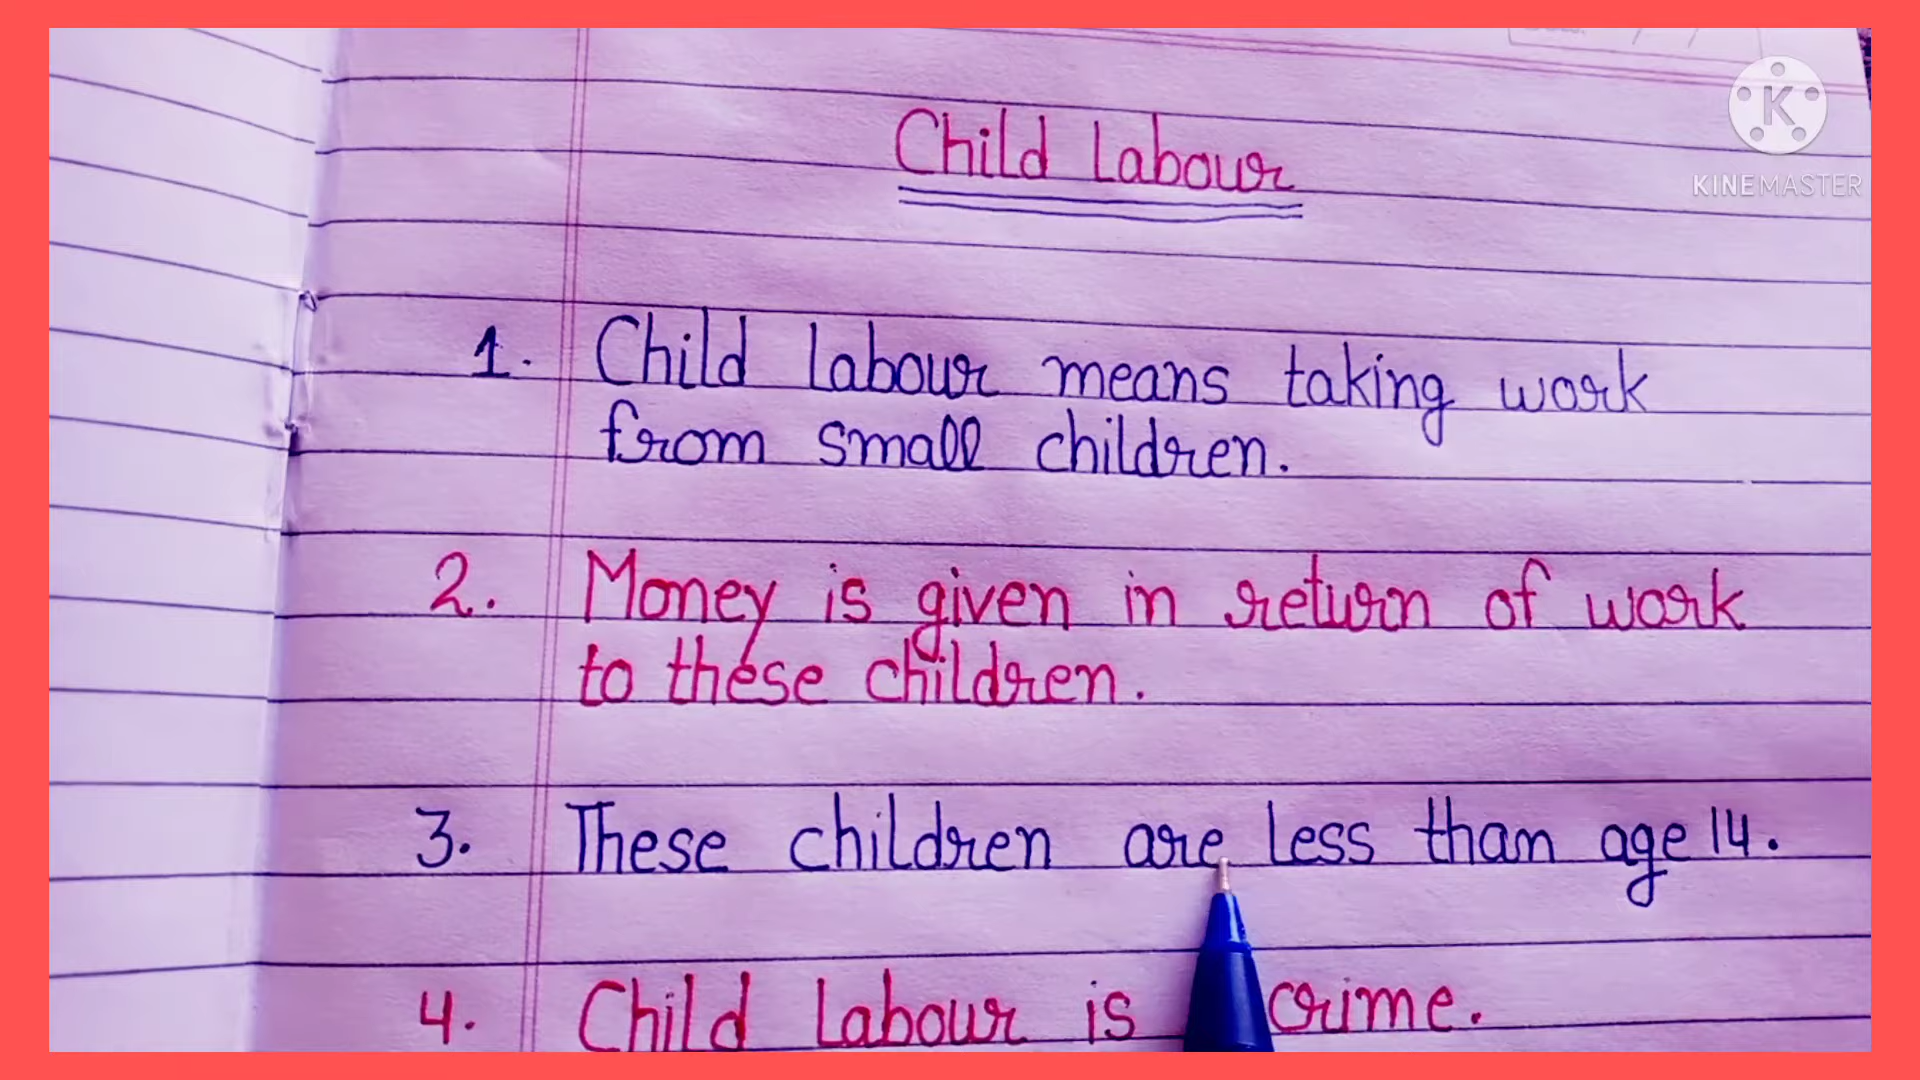 Child Labour
1. Child labour means taking work
from small children.
2. Money is given in return of work
to these children.
3. These children are less than age 14.
4. Child Labour is crime.
KINEMASTER